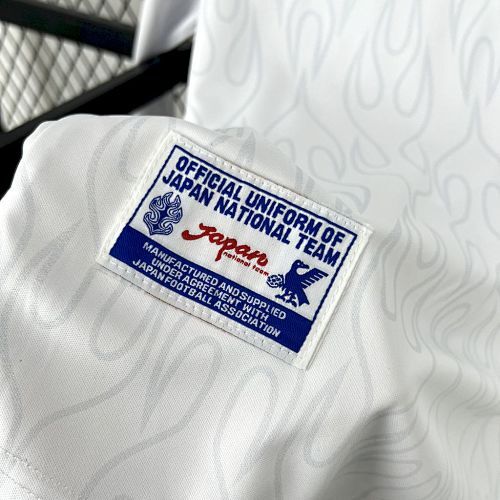 OFFICIAL UNIFORM OF
JAPAN NATIONAL TEAM
Japan
national team
MANUFACTURED AND SUPPLIED
UNDER AGREEMENT WITH
JAPAN FOOTBALL ASSOCIATION